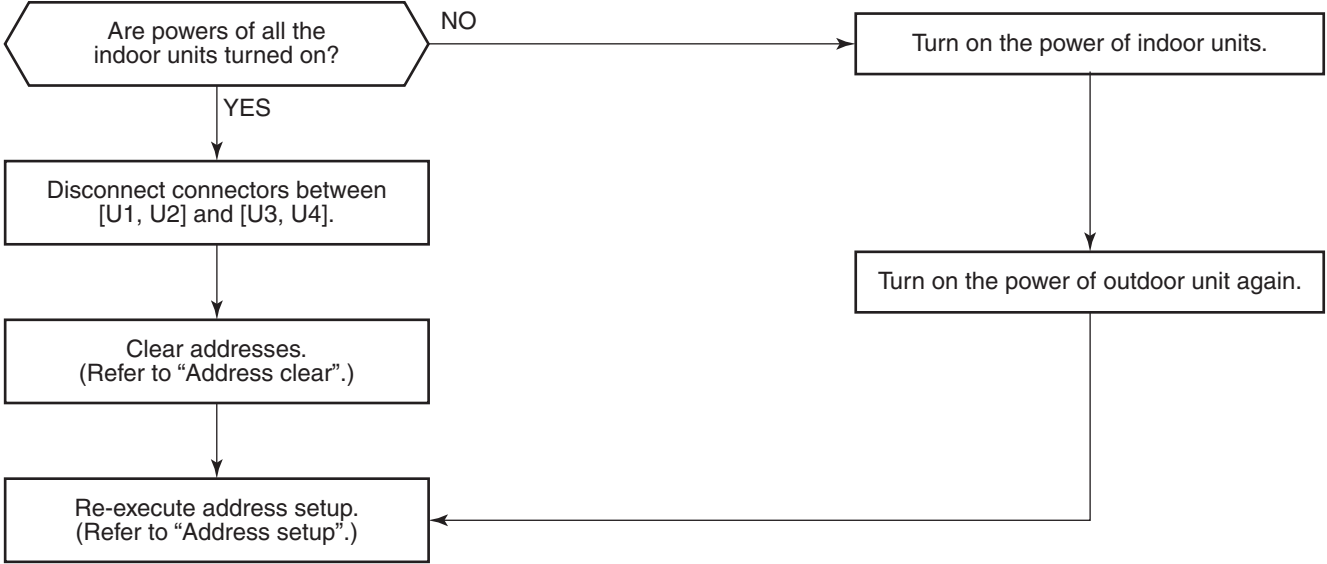 Are powers of all the
indoor units turned on?
NO
Turn on the power of indoor units.
YES
Disconnect connectors between
[U1, U2] and [U3, U4].
Turn on the power of outdoor unit again.
Clear addresses.
(Refer to “Address clear”.)
Re-execute address setup.
(Refer to “Address setup”.)